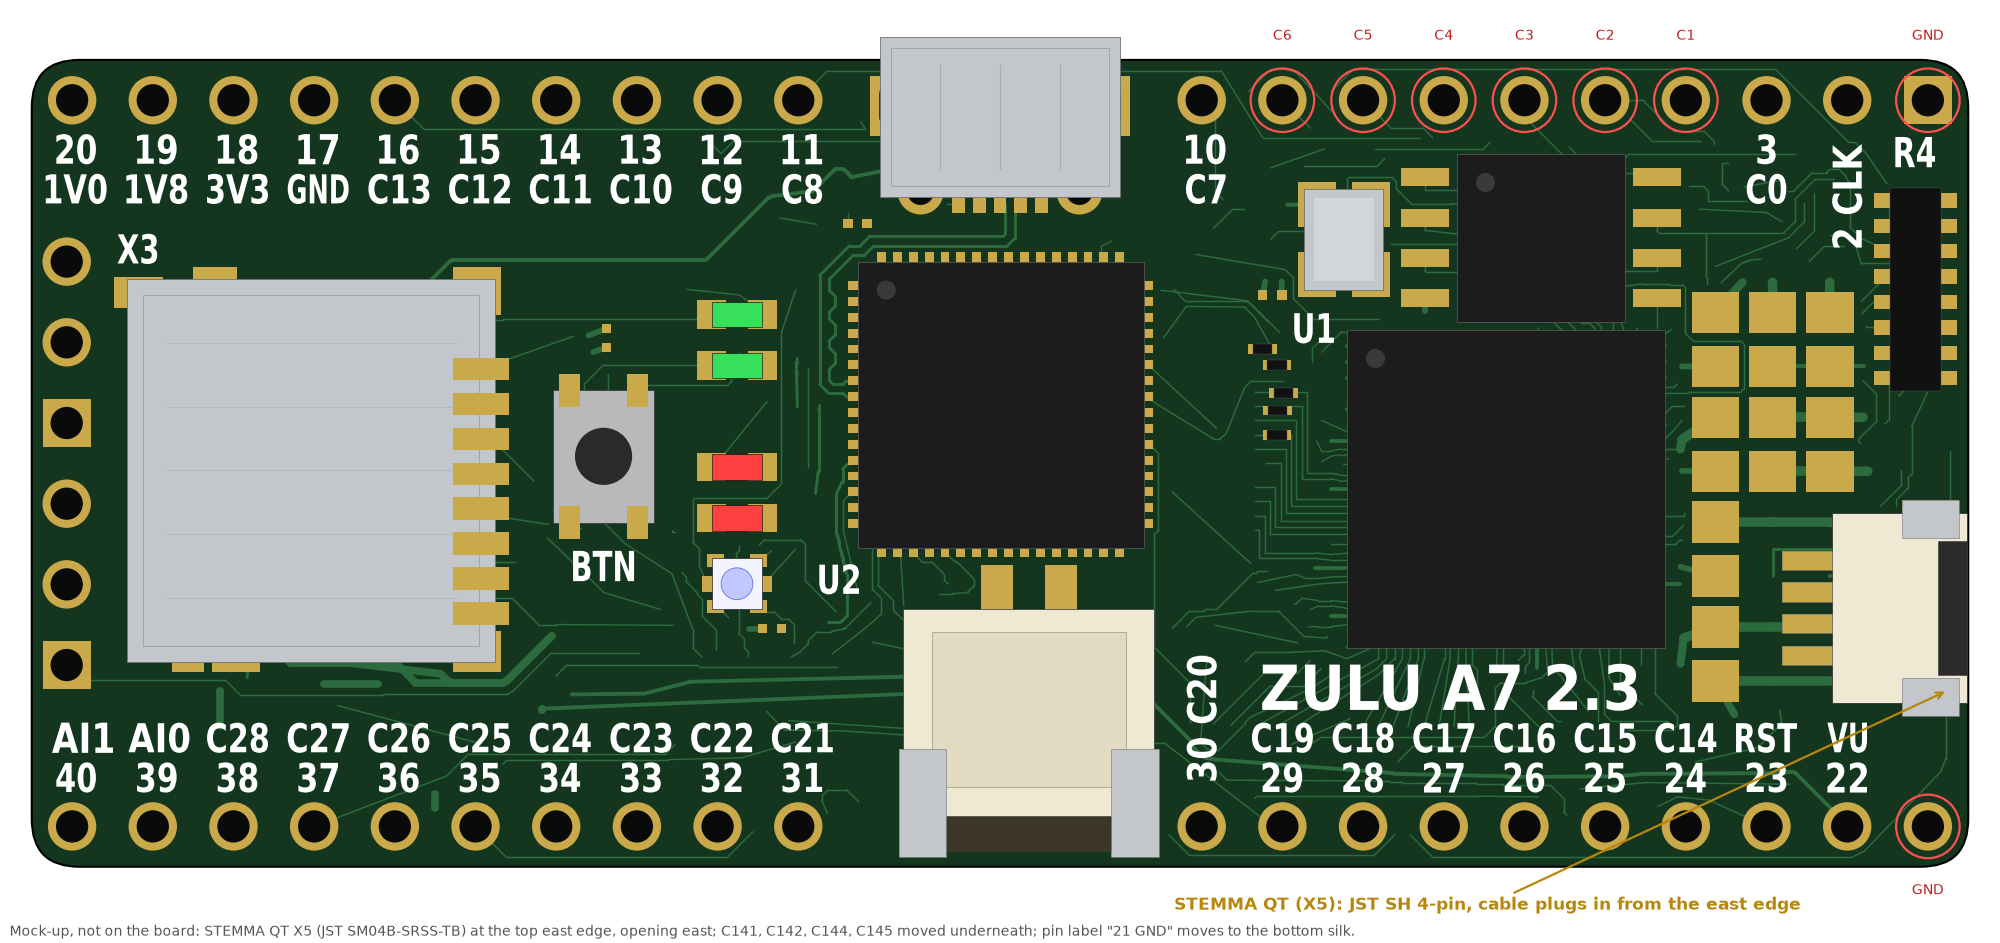 C6 C5 C4 C3 C2 C1 GND
20 19 18 17 16 15 14 13 12 11 10 3 R4
1V0 1V8 3V3 GND C13 C12 C11 C10 C9 C8 C7 C0 2 CLK
X3
U1
BTN
U2
30 C20
ZULU A7 2.3
AI1 AI0 C28 C27 C26 C25 C24 C23 C22 C21 C19 C18 C17 C16 C15 C14 RST VU
40 39 38 37 36 35 34 33 32 31 29 28 27 26 25 24 23 22
GND
STEMMA QT (X5): JST SH 4-pin, cable plugs in from the east edge
Mock-up, not on the board: STEMMA QT X5 (JST SM04B-SRSS-TB) at the top east edge, opening east; C141, C142, C144, C145 moved underneath; pin label "21 GND" moves to the bottom silk.